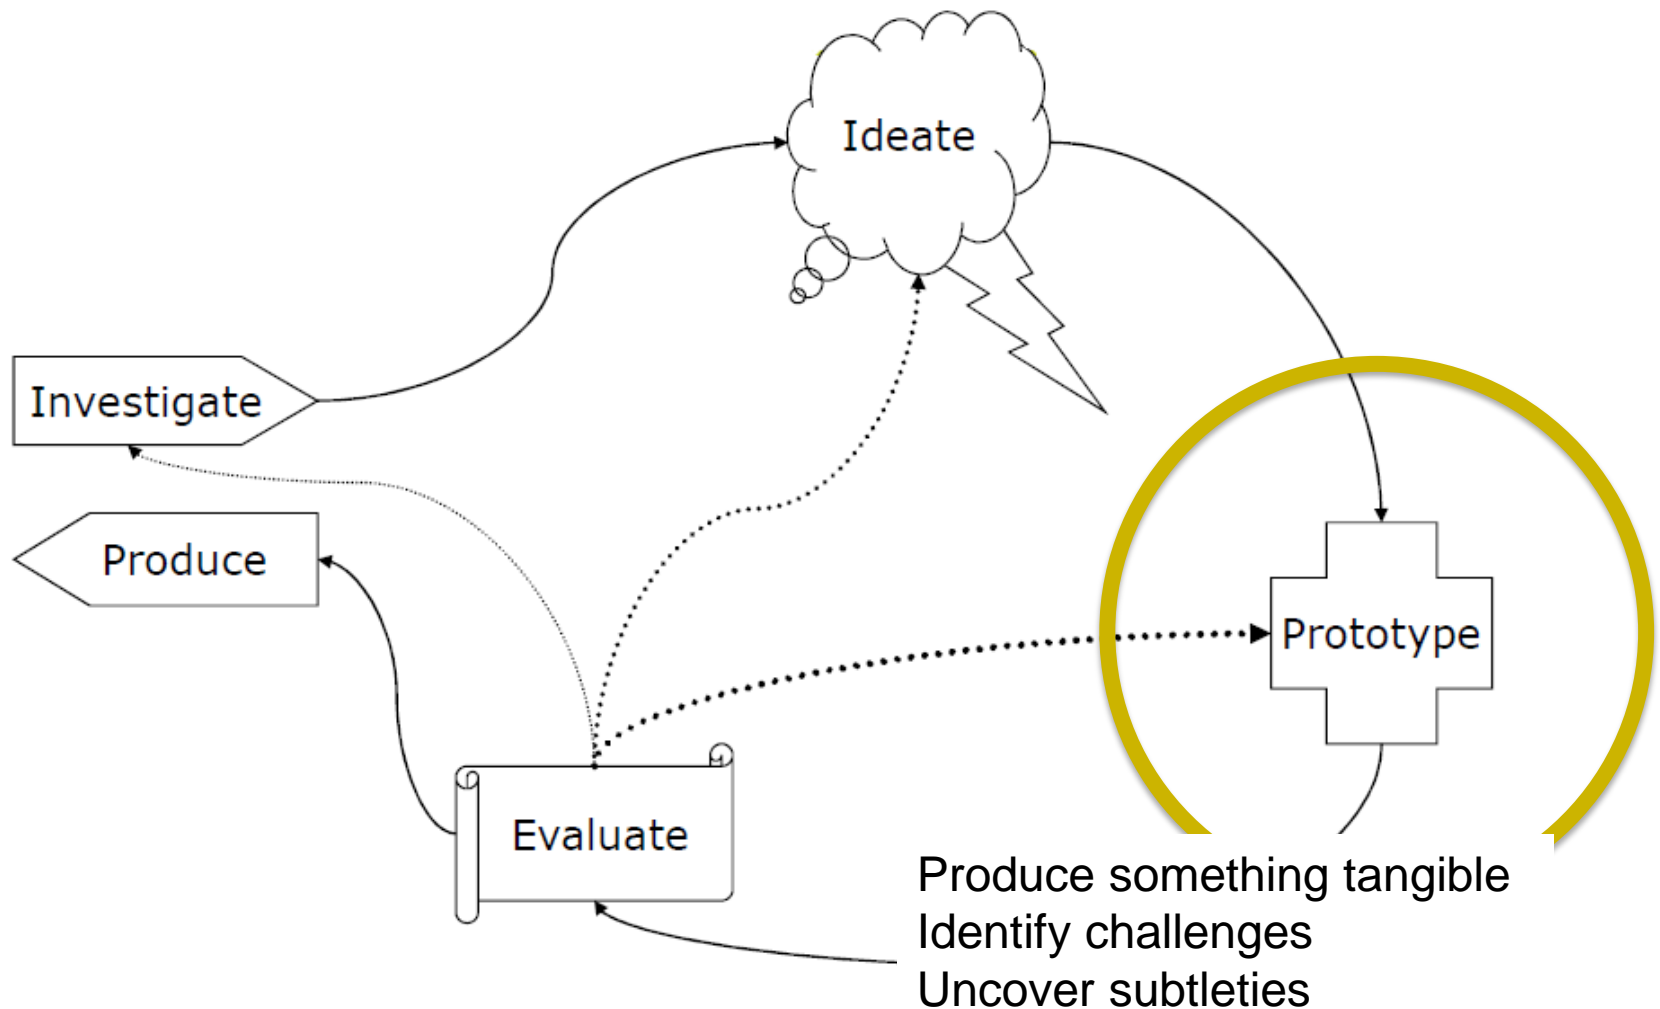 Ideate
Investigate
Produce
Prototype
Evaluate
Produce something tangible
Identify challenges
Uncover subtleties